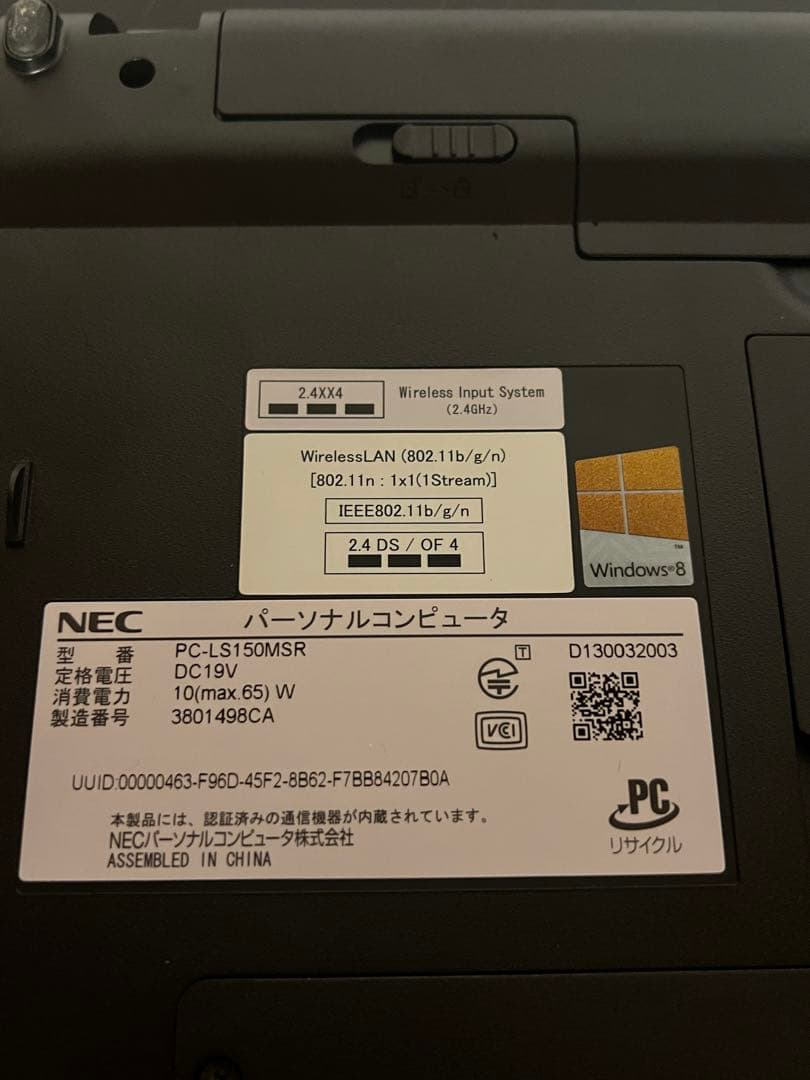 2.4XX4
Wireless Input System
(2.4GHz)
WirelessLAN (802.11b/g/n)
[802.11n : 1x1(1Stream)]
IEEE802.11b/g/n
2.4 DS / OF 4
Windows®8
™
NEC パーソナルコンピュータ
型 番 PC-LS150MSR
定格電圧 DC19V
消費電力 10(max.65) W
製造番号 3801498CA
T
D130032003
VCI
UUID:00000463-F96D-45F2-8B62-F7BB84207B0A
本製品には、認証済みの通信機器が内蔵されています。
NECパーソナルコンピュータ株式会社
ASSEMBLED IN CHINA
PC
リサイクル